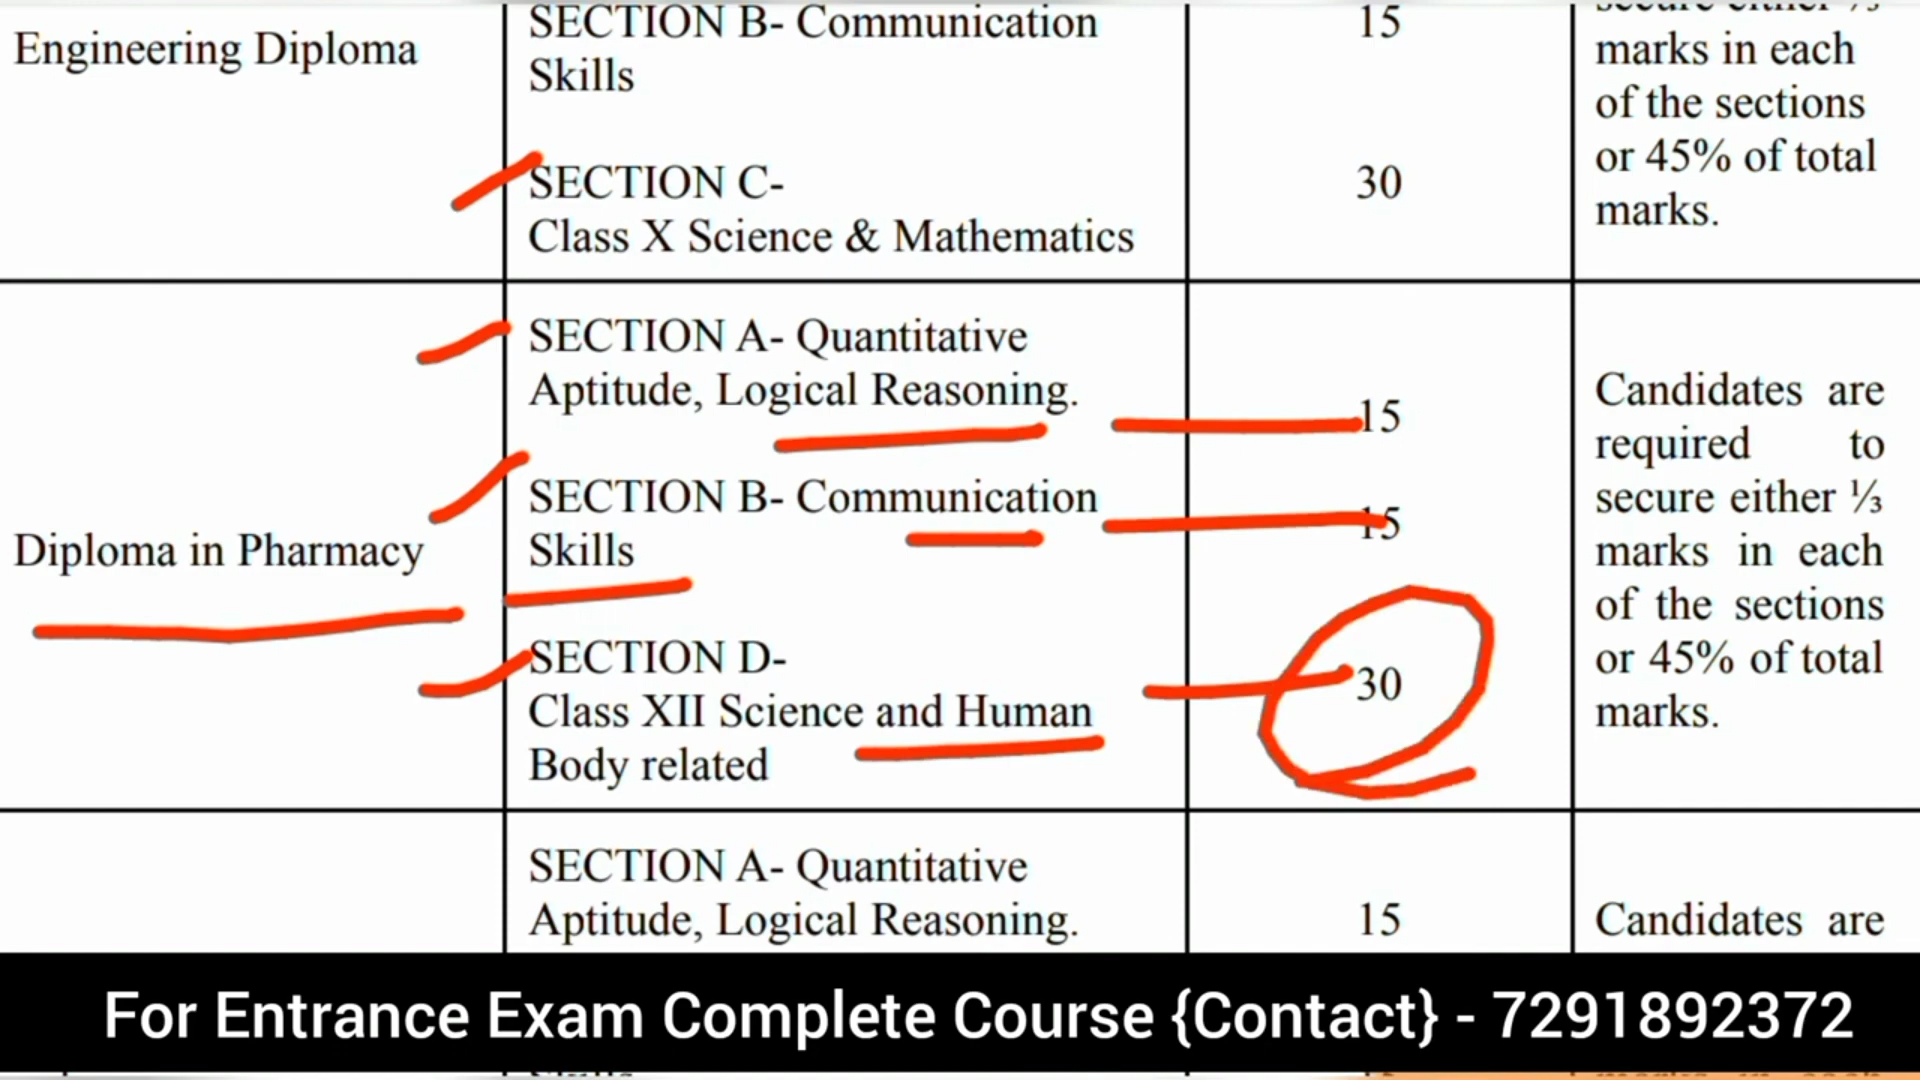 Engineering Diploma
SECTION B- Communication
Skills
15
SECTION C-
Class X Science & Mathematics
30
secure either ⅓
marks in each
of the sections
or 45% of total
marks.
Diploma in Pharmacy
SECTION A- Quantitative
Aptitude, Logical Reasoning.
15
SECTION B- Communication
Skills
15
SECTION D-
Class XII Science and Human
Body related
30
Candidates are
required to
secure either ⅓
marks in each
of the sections
or 45% of total
marks.
SECTION A- Quantitative
Aptitude, Logical Reasoning.
15
Candidates are
For Entrance Exam Complete Course {Contact} - 7291892372